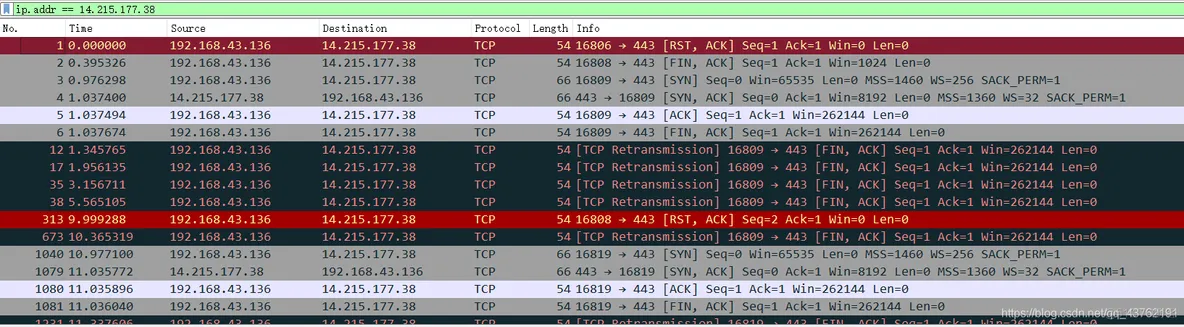 ip.addr == 14.215.177.38
No. Time Source Destination Protocol Length Info
1 0.000000 192.168.43.136 14.215.177.38 TCP 54 16806 → 443 [RST, ACK] Seq=1 Ack=1 Win=0 Len=0
2 0.395326 192.168.43.136 14.215.177.38 TCP 54 16808 → 443 [FIN, ACK] Seq=1 Ack=1 Win=1024 Len=0
3 0.976298 192.168.43.136 14.215.177.38 TCP 66 16809 → 443 [SYN] Seq=0 Win=65535 Len=0 MSS=1460 WS=256 SACK_PERM=1
4 1.037400 14.215.177.38 192.168.43.136 TCP 66 443 → 16809 [SYN, ACK] Seq=0 Ack=1 Win=8192 Len=0 MSS=1360 WS=32 SACK_PERM=1
5 1.037494 192.168.43.136 14.215.177.38 TCP 54 16809 → 443 [ACK] Seq=1 Ack=1 Win=262144 Len=0
6 1.037674 192.168.43.136 14.215.177.38 TCP 54 16809 → 443 [FIN, ACK] Seq=1 Ack=1 Win=262144 Len=0
12 1.345765 192.168.43.136 14.215.177.38 TCP 54 [TCP Retransmission] 16809 → 443 [FIN, ACK] Seq=1 Ack=1 Win=262144 Len=0
17 1.956135 192.168.43.136 14.215.177.38 TCP 54 [TCP Retransmission] 16809 → 443 [FIN, ACK] Seq=1 Ack=1 Win=262144 Len=0
35 3.156711 192.168.43.136 14.215.177.38 TCP 54 [TCP Retransmission] 16809 → 443 [FIN, ACK] Seq=1 Ack=1 Win=262144 Len=0
38 5.565105 192.168.43.136 14.215.177.38 TCP 54 [TCP Retransmission] 16809 → 443 [FIN, ACK] Seq=1 Ack=1 Win=262144 Len=0
313 9.999288 192.168.43.136 14.215.177.38 TCP 54 16808 → 443 [RST, ACK] Seq=2 Ack=1 Win=0 Len=0
673 10.365319 192.168.43.136 14.215.177.38 TCP 54 [TCP Retransmission] 16809 → 443 [FIN, ACK] Seq=1 Ack=1 Win=262144 Len=0
1040 10.977100 192.168.43.136 14.215.177.38 TCP 66 16819 → 443 [SYN] Seq=0 Win=65535 Len=0 MSS=1460 WS=256 SACK_PERM=1
1079 11.035772 14.215.177.38 192.168.43.136 TCP 66 443 → 16819 [SYN, ACK] Seq=0 Ack=1 Win=8192 Len=0 MSS=1360 WS=32 SACK_PERM=1
1080 11.035896 192.168.43.136 14.215.177.38 TCP 54 16819 → 443 [ACK] Seq=1 Ack=1 Win=262144 Len=0
1081 11.036040 192.168.43.136 14.215.177.38 TCP 54 16819 → 443 [FIN, ACK] Seq=1 Ack=1 Win=262144 Len=0
https://blog.csdn.net/qq_43762191